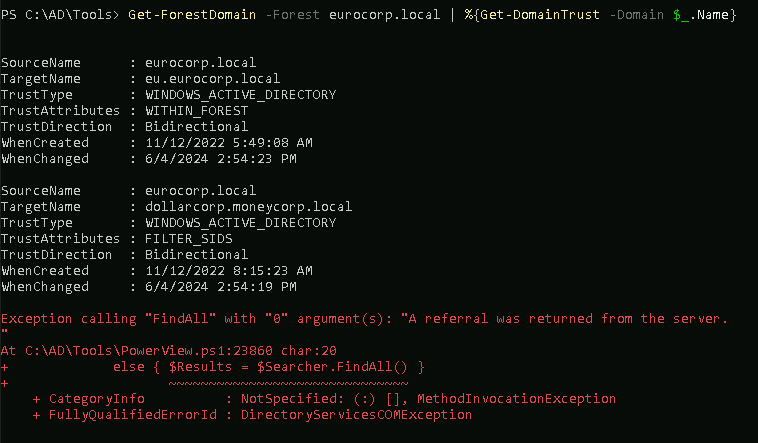 PS C:\AD\Tools> Get-ForestDomain -Forest eurocorp.local | %{Get-DomainTrust -Domain $_.Name}
SourceName      : eurocorp.local
TargetName      : eu.eurocorp.local
TrustType       : WINDOWS_ACTIVE_DIRECTORY
TrustAttributes : WITHIN_FOREST
TrustDirection  : Bidirectional
WhenCreated     : 11/12/2022 5:49:08 AM
WhenChanged     : 6/4/2024 2:54:23 PM
SourceName      : eurocorp.local
TargetName      : dollarcorp.moneycorp.local
TrustType       : WINDOWS_ACTIVE_DIRECTORY
TrustAttributes : FILTER_SIDS
TrustDirection  : Bidirectional
WhenCreated     : 11/12/2022 8:15:23 AM
WhenChanged     : 6/4/2024 2:54:19 PM
Exception calling "FindAll" with "0" argument(s): "A referral was returned from the server.
"
At C:\AD\Tools\PowerView.ps1:23860 char:20
+             else { $Results = $Searcher.FindAll() }
+                    ~~~~~~~~~~~~~~~~~~~~~~~~~~~~~~
    + CategoryInfo          : NotSpecified: (:) [], MethodInvocationException
    + FullyQualifiedErrorId : DirectoryServicesCOMException